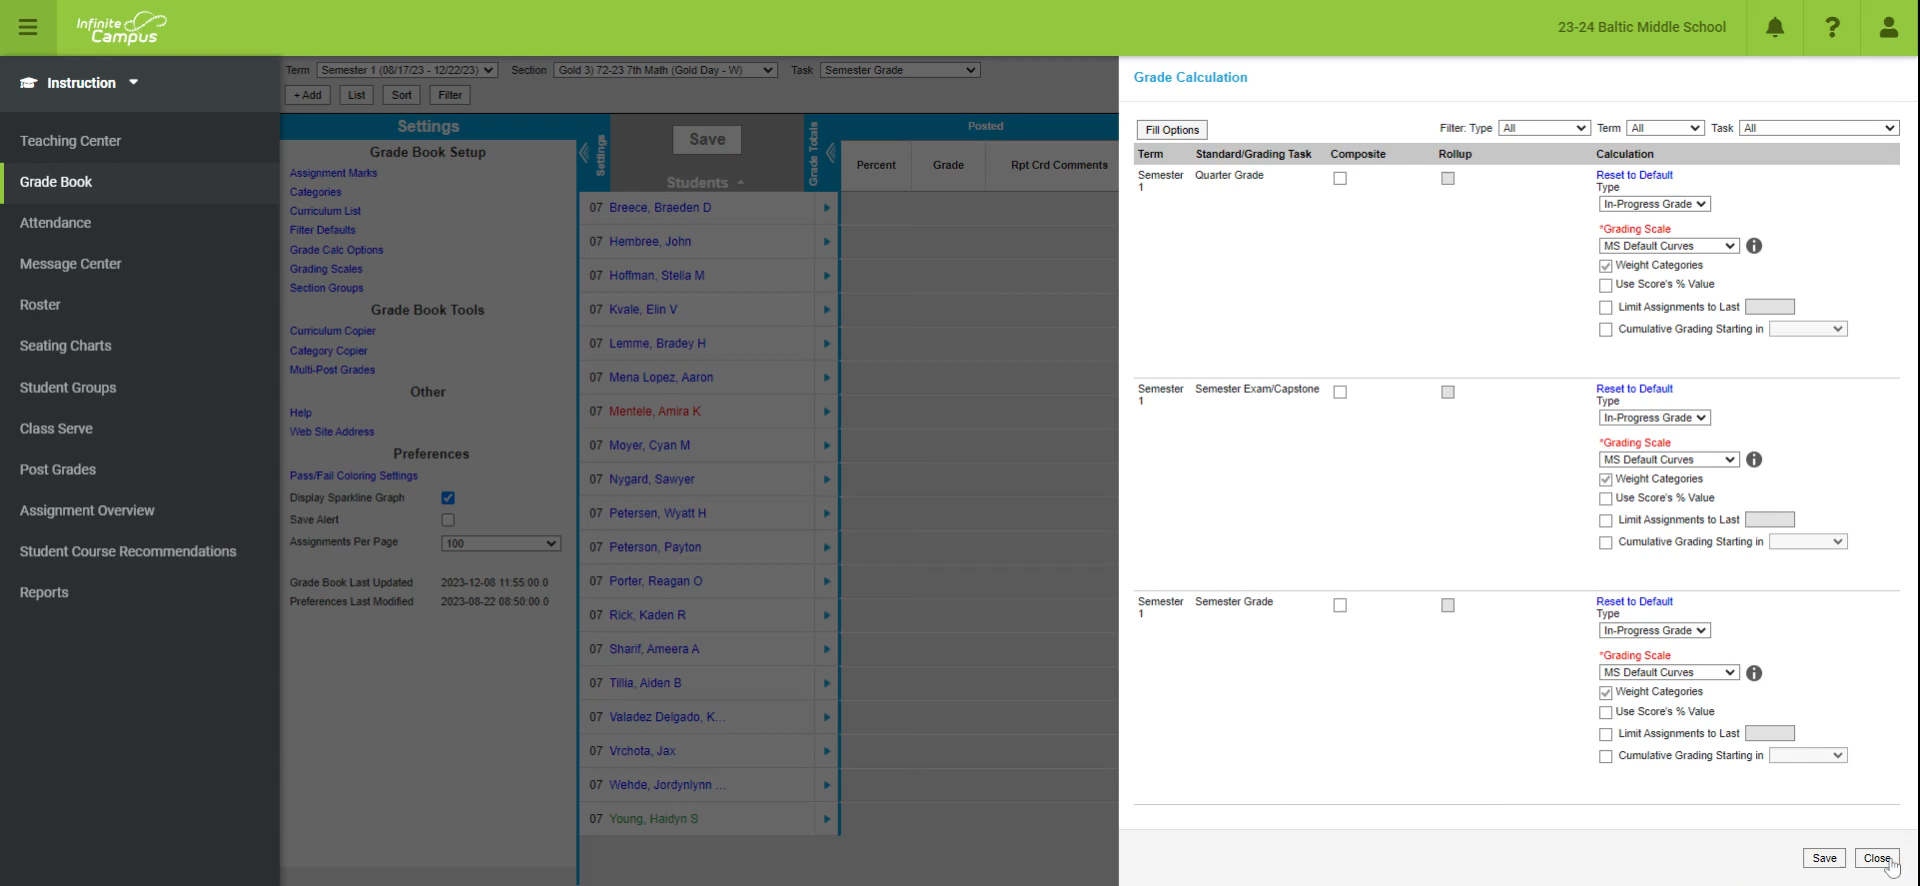 Infinite Campus
23-24 Baltic Middle School
?
Instruction
Teaching Center
Grade Book
Attendance
Message Center
Roster
Seating Charts
Student Groups
Class Serve
Post Grades
Assignment Overview
Student Course Recommendations
Reports
Term Semester 1 (08/17/23 - 12/22/23) Section Gold 3) 72-23 7th Math (Gold Day - W) Task Semester Grade
+ Add List Sort Filter
Settings
Grade Book Setup
Assignment Marks
Categories
Curriculum List
Filter Defaults
Grade Calc Options
Grading Scales
Section Groups
Grade Book Tools
Curriculum Copier
Category Copier
Multi-Post Grades
Other
Help
Web Site Address
Preferences
Pass/Fail Coloring Settings
Display Sparkline Graph
Save Alert
Assignments Per Page 100
Grade Book Last Updated 2023-12-08 11:55:00.0
Preferences Last Modified 2023-08-22 08:50:00.0
Settings
Save
Students
Grade Totals
Posted
Percent Grade Rpt Crd Comments
07 Breece, Braeden D
07 Hembree, John
07 Hoffman, Stella M
07 Kvale, Elin V
07 Lemme, Bradey H
07 Mena Lopez, Aaron
07 Mentele, Amira K
07 Moyer, Cyan M
07 Nygard, Sawyer
07 Petersen, Wyatt H
07 Peterson, Payton
07 Porter, Reagan O
07 Rick, Kaden R
07 Sharif, Ameera A
07 Tillia, Aiden B
07 Valadez Delgado, K...
07 Vrchota, Jax
07 Wehde, Jordynlynn ...
07 Young, Haidyn S
Grade Calculation
Fill Options
Filter: Type All Term All Task All
Term Standard/Grading Task Composite Rollup Calculation
Semester 1 Quarter Grade
Reset to Default
Type
In-Progress Grade
*Grading Scale
MS Default Curves
Weight Categories
Use Score's % Value
Limit Assignments to Last
Cumulative Grading Starting in
Semester 1 Semester Exam/Capstone
Reset to Default
Type
In-Progress Grade
*Grading Scale
MS Default Curves
Weight Categories
Use Score's % Value
Limit Assignments to Last
Cumulative Grading Starting in
Semester 1 Semester Grade
Reset to Default
Type
In-Progress Grade
*Grading Scale
MS Default Curves
Weight Categories
Use Score's % Value
Limit Assignments to Last
Cumulative Grading Starting in
Save Close